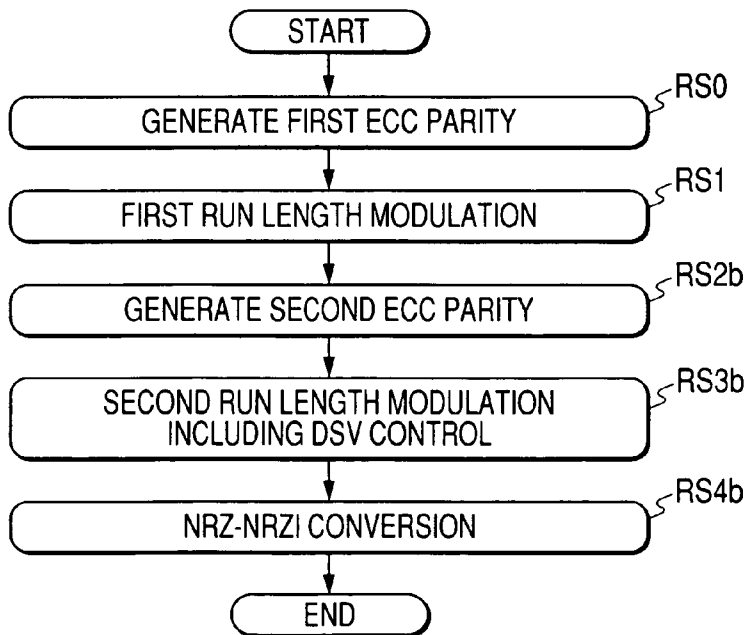 START
RS0
GENERATE FIRST ECC PARITY
RS1
FIRST RUN LENGTH MODULATION
RS2b
GENERATE SECOND ECC PARITY
RS3b
SECOND RUN LENGTH MODULATION
INCLUDING DSV CONTROL
RS4b
NRZ-NRZI CONVERSION
END